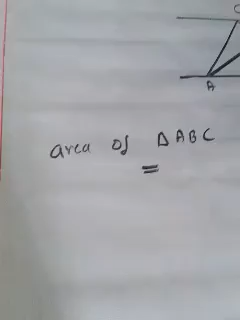 A
area of ΔABC
=